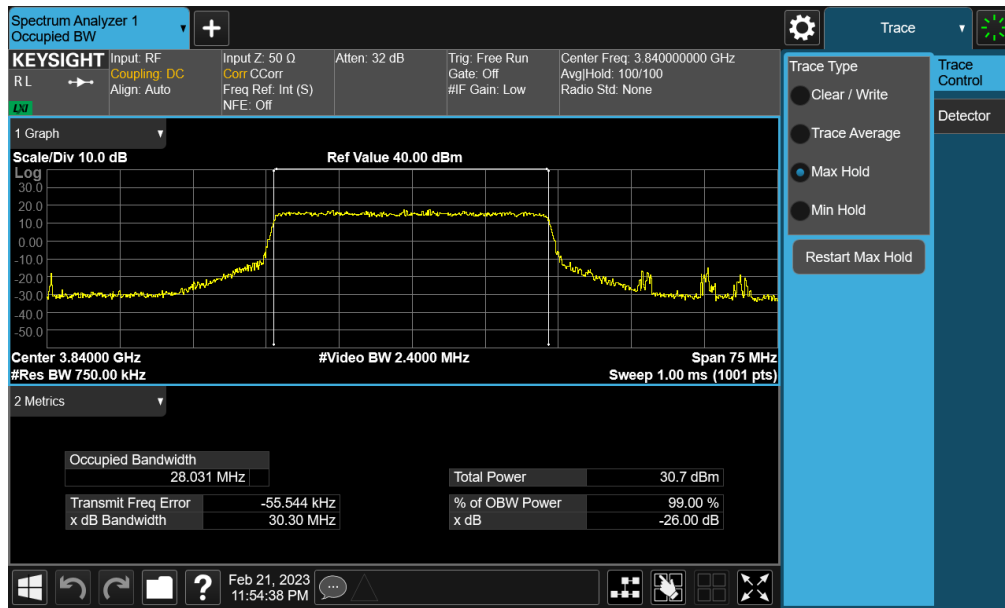 Spectrum Analyzer 1
Occupied BW
Trace
KEYSIGHT
R L
LXI
Input: RF
Coupling: DC
Align: Auto
Input Z: 50 Ω
Corr CCorr
Freq Ref: Int (S)
NFE: Off
Atten: 32 dB
Trig: Free Run
Gate: Off
#IF Gain: Low
Center Freq: 3.840000000 GHz
Avg|Hold: 100/100
Radio Std: None
Trace Type
Clear / Write
Trace Average
Max Hold
Min Hold
Restart Max Hold
Trace
Control
Detector
1 Graph
Scale/Div 10.0 dB
Ref Value 40.00 dBm
Log
30.0
20.0
10.0
0.00
-10.0
-20.0
-30.0
-40.0
-50.0
Center 3.84000 GHz
#Video BW 2.4000 MHz
Span 75 MHz
#Res BW 750.00 kHz
Sweep 1.00 ms (1001 pts)
2 Metrics
Occupied Bandwidth
28.031 MHz
Total Power 30.7 dBm
Transmit Freq Error -55.544 kHz
% of OBW Power 99.00 %
x dB Bandwidth 30.30 MHz
x dB -26.00 dB
?
Feb 21, 2023
11:54:38 PM